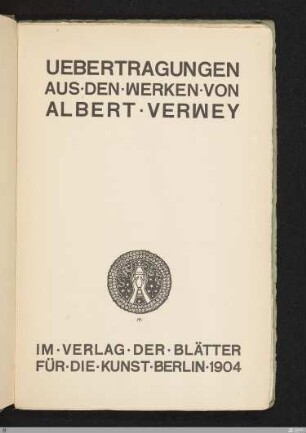 UEBERTRAGUNGEN
AUS·DEN·WERKEN·VON
ALBERT·VERWEY
IM·VERLAG·DER·BLÄTTER
FÜR·DIE·KUNST·BERLIN·1904